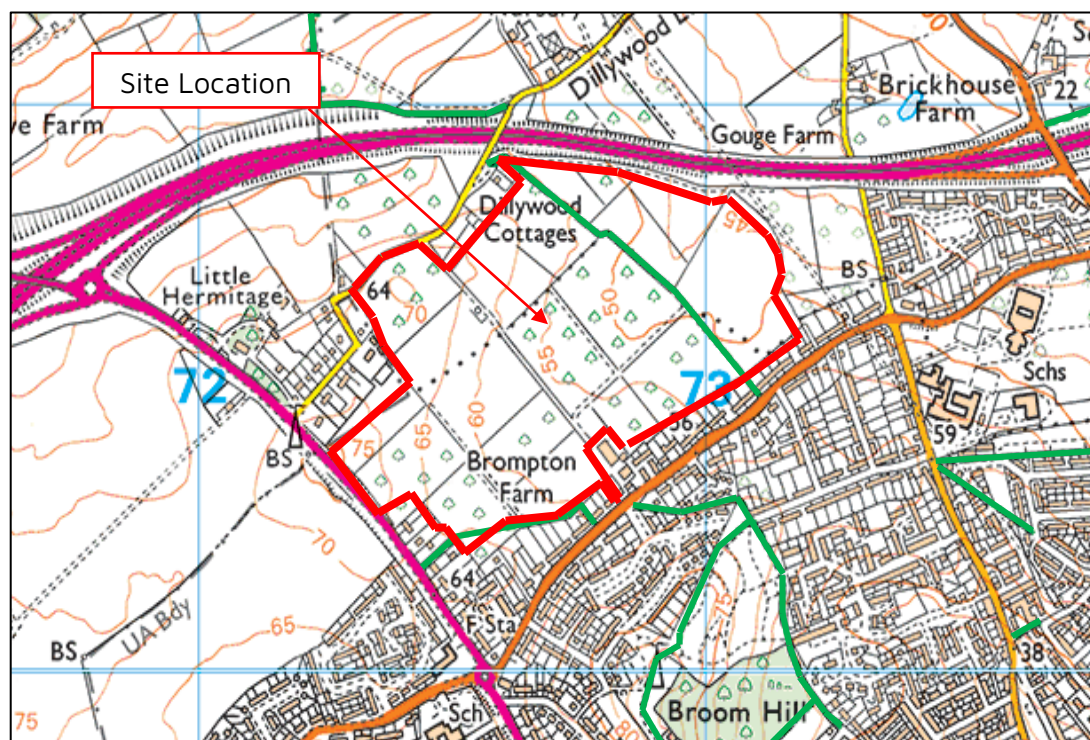 Dillywood
Site Location
Brickhouse
Farm
22
ve Farm
Gouge Farm
Dillywood
Cottages
45
BS
Little
Hermitage
64
70
50
55
72
73
Schs
75
65
60
56
59
BS
Brompton
Farm
70
75
64
F Sta
65
UA Bdy
BS
38
75
Sch
80
Broom Hill